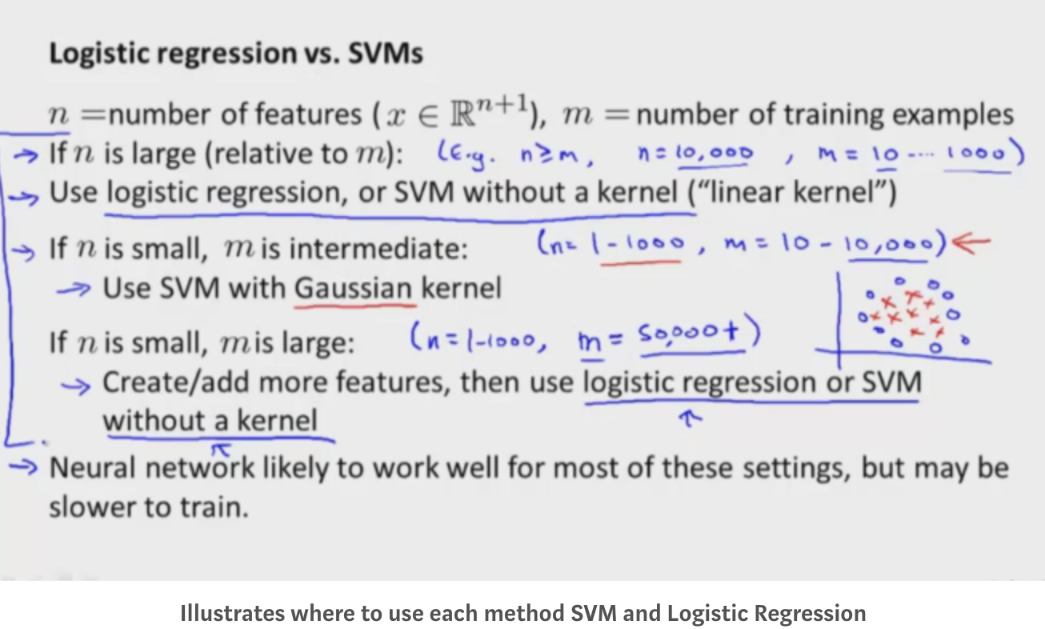 Logistic regression vs. SVMs
n =number of features ( x ∈ ℝⁿ⁺¹), m = number of training examples
If n is large (relative to m): (E.g. n ≥ m, n = 10,000 , m = 10 .... 1000)
Use logistic regression, or SVM without a kernel (“linear kernel”)
If n is small, m is intermediate: (n= 1 - 1000 , m = 10 - 10,000)
Use SVM with Gaussian kernel
If n is small, m is large: (n = 1-1000, m = 50,000+)
Create/add more features, then use logistic regression or SVM
without a kernel
Neural network likely to work well for most of these settings, but may be
slower to train.
Illustrates where to use each method SVM and Logistic Regression